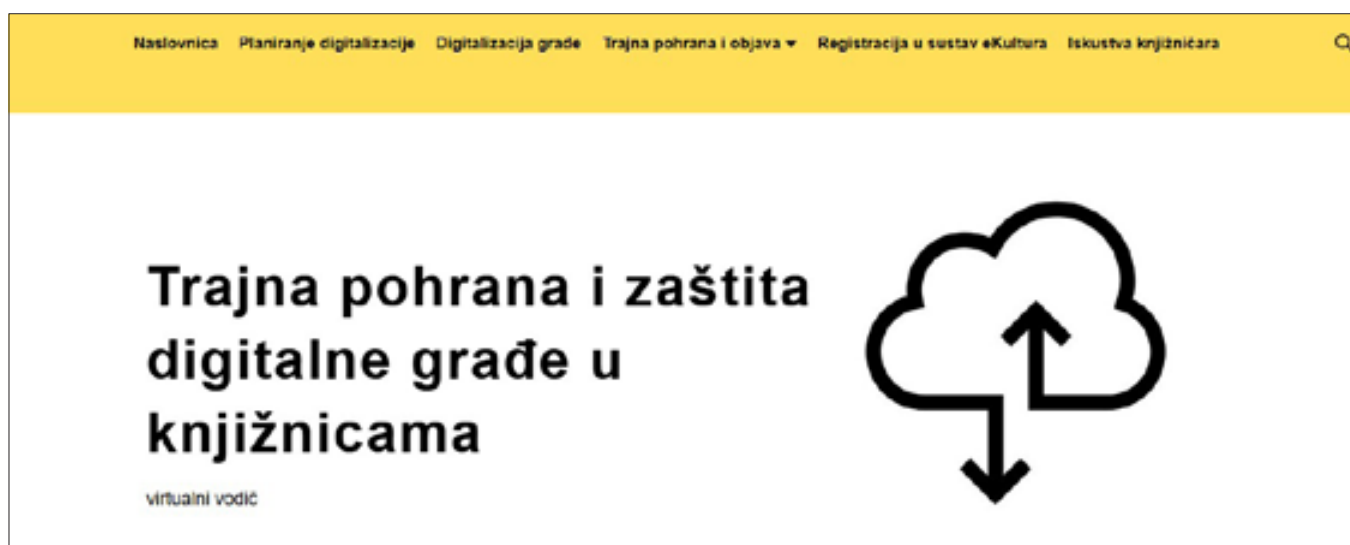 Naslovnica Planiranje digitalizacije Digitalizacija građe Trajna pohrana i objava Registracija u sustav eKultura Iskustva knjižničara
Trajna pohrana i zaštita
digitalne građe u
knjižnicama
virtualni vodič